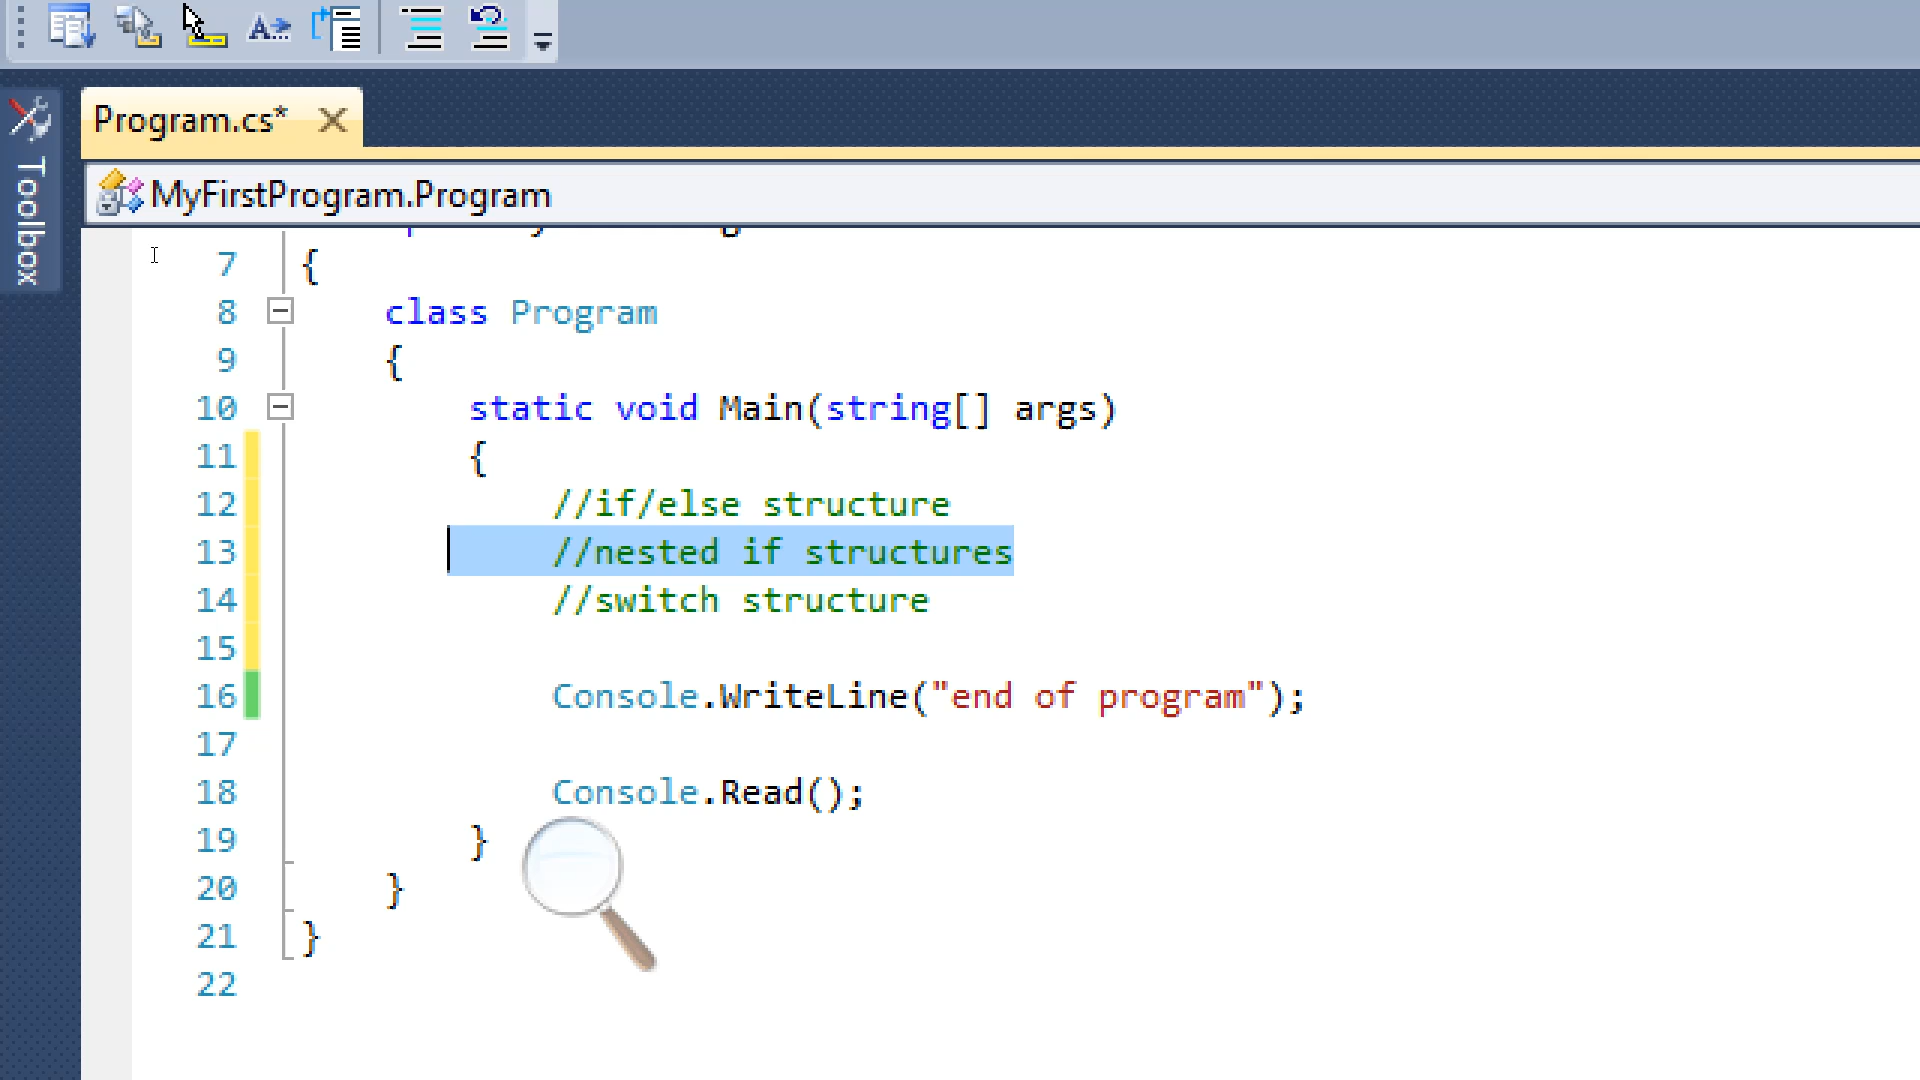 Program.cs*
Toolbox
MyFirstProgram.Program
7 {
8 class Program
9 {
10 static void Main(string[] args)
11 {
12 //if/else structure
13 //nested if structures
14 //switch structure
15
16 Console.WriteLine("end of program");
17
18 Console.Read();
19 }
20 }
21 }
22